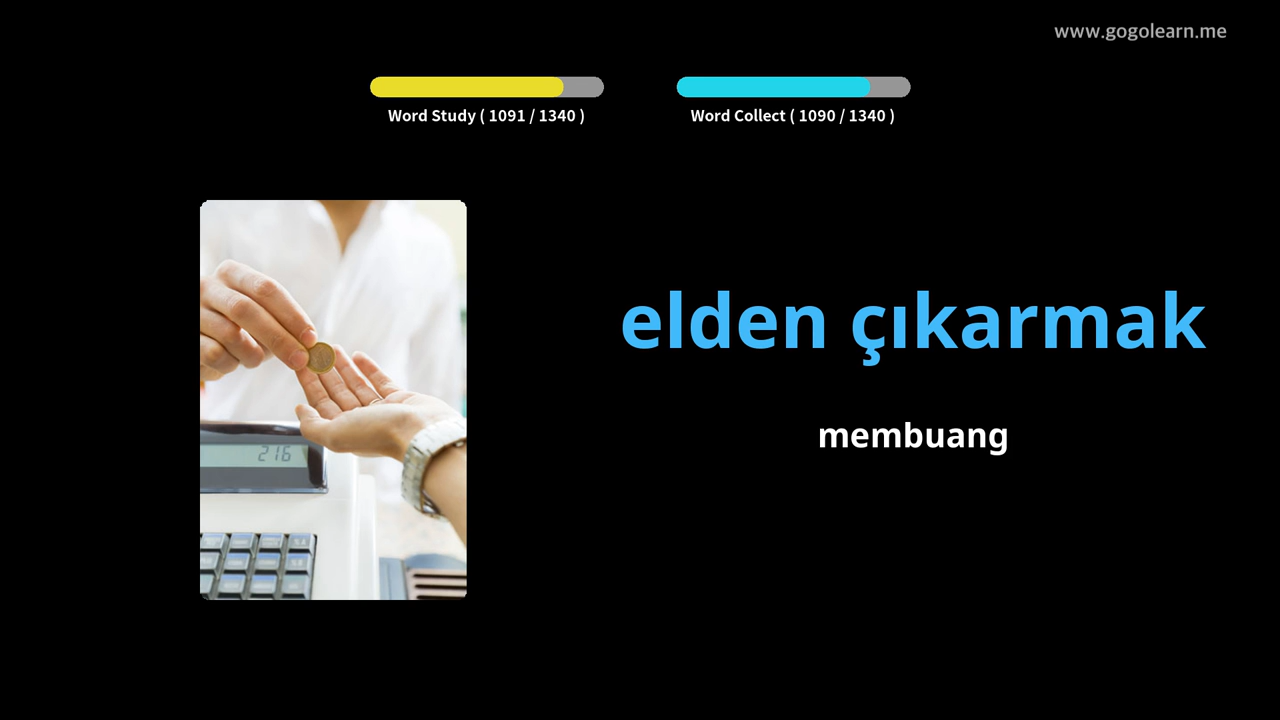 www.gogolearn.me
Word Study ( 1091 / 1340 )
Word Collect ( 1090 / 1340 )
elden çıkarmak
membuang
216